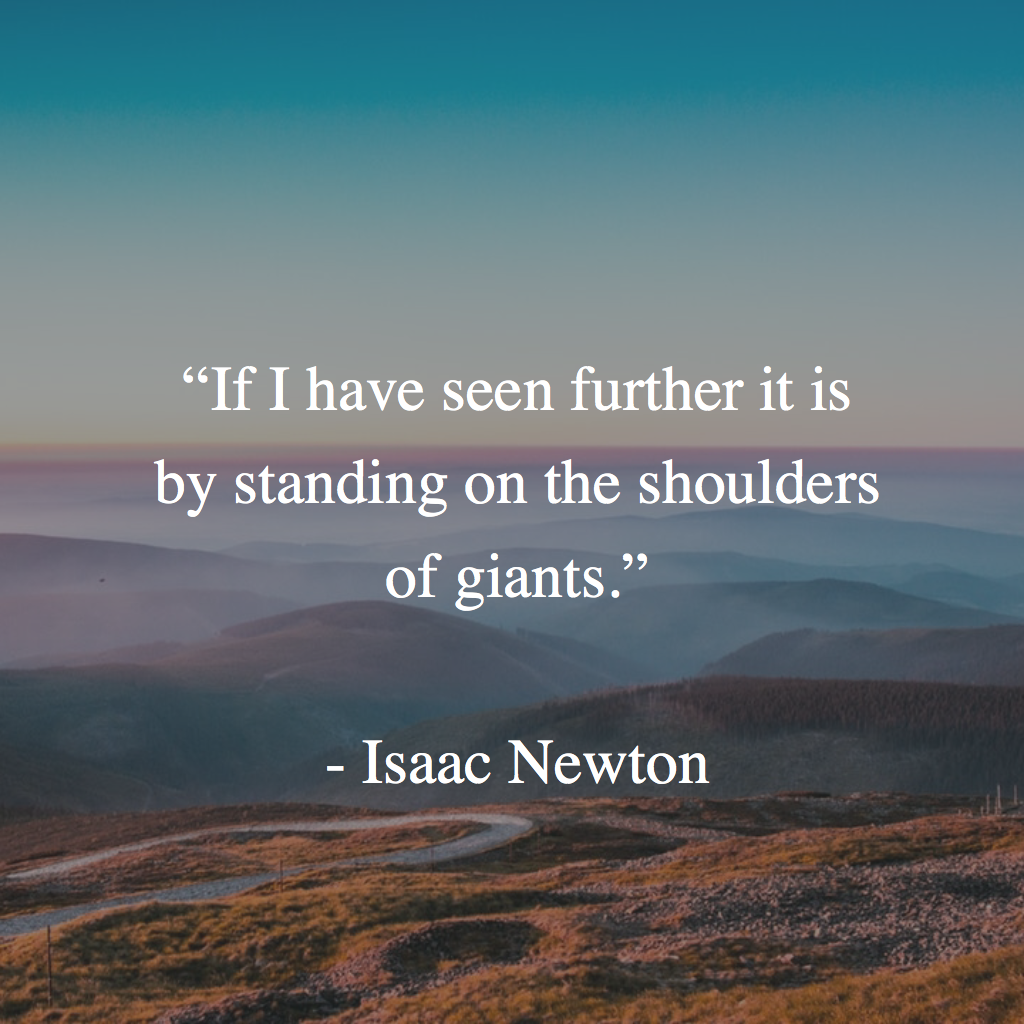 “If I have seen further it is
by standing on the shoulders
of giants.”
- Isaac Newton